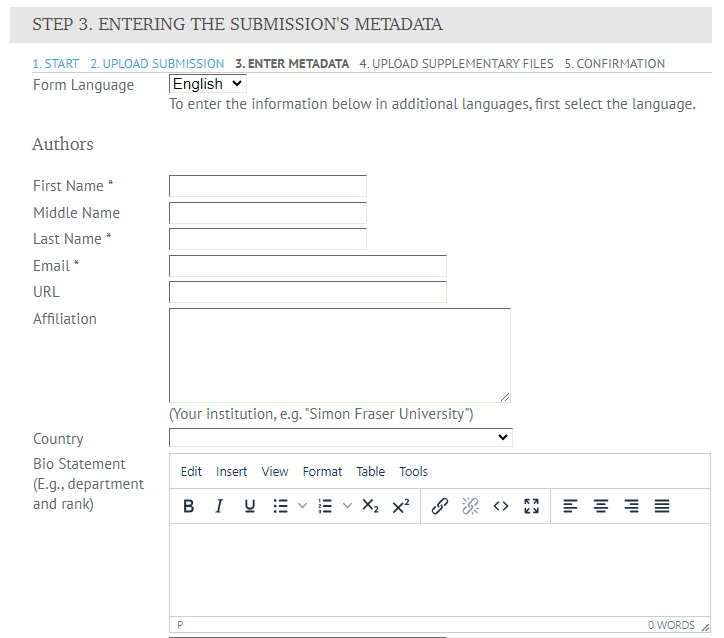 STEP 3. ENTERING THE SUBMISSION'S METADATA
1. START 2. UPLOAD SUBMISSION 3. ENTER METADATA 4. UPLOAD SUPPLEMENTARY FILES 5. CONFIRMATION
Form Language English
To enter the information below in additional languages, first select the language.
Authors
First Name *
Middle Name
Last Name *
Email *
URL
Affiliation
(Your institution, e.g. "Simon Fraser University")
Country
Bio Statement
(E.g., department
and rank)
Edit Insert View Format Table Tools
B I U X2 X2
P 0 WORDS